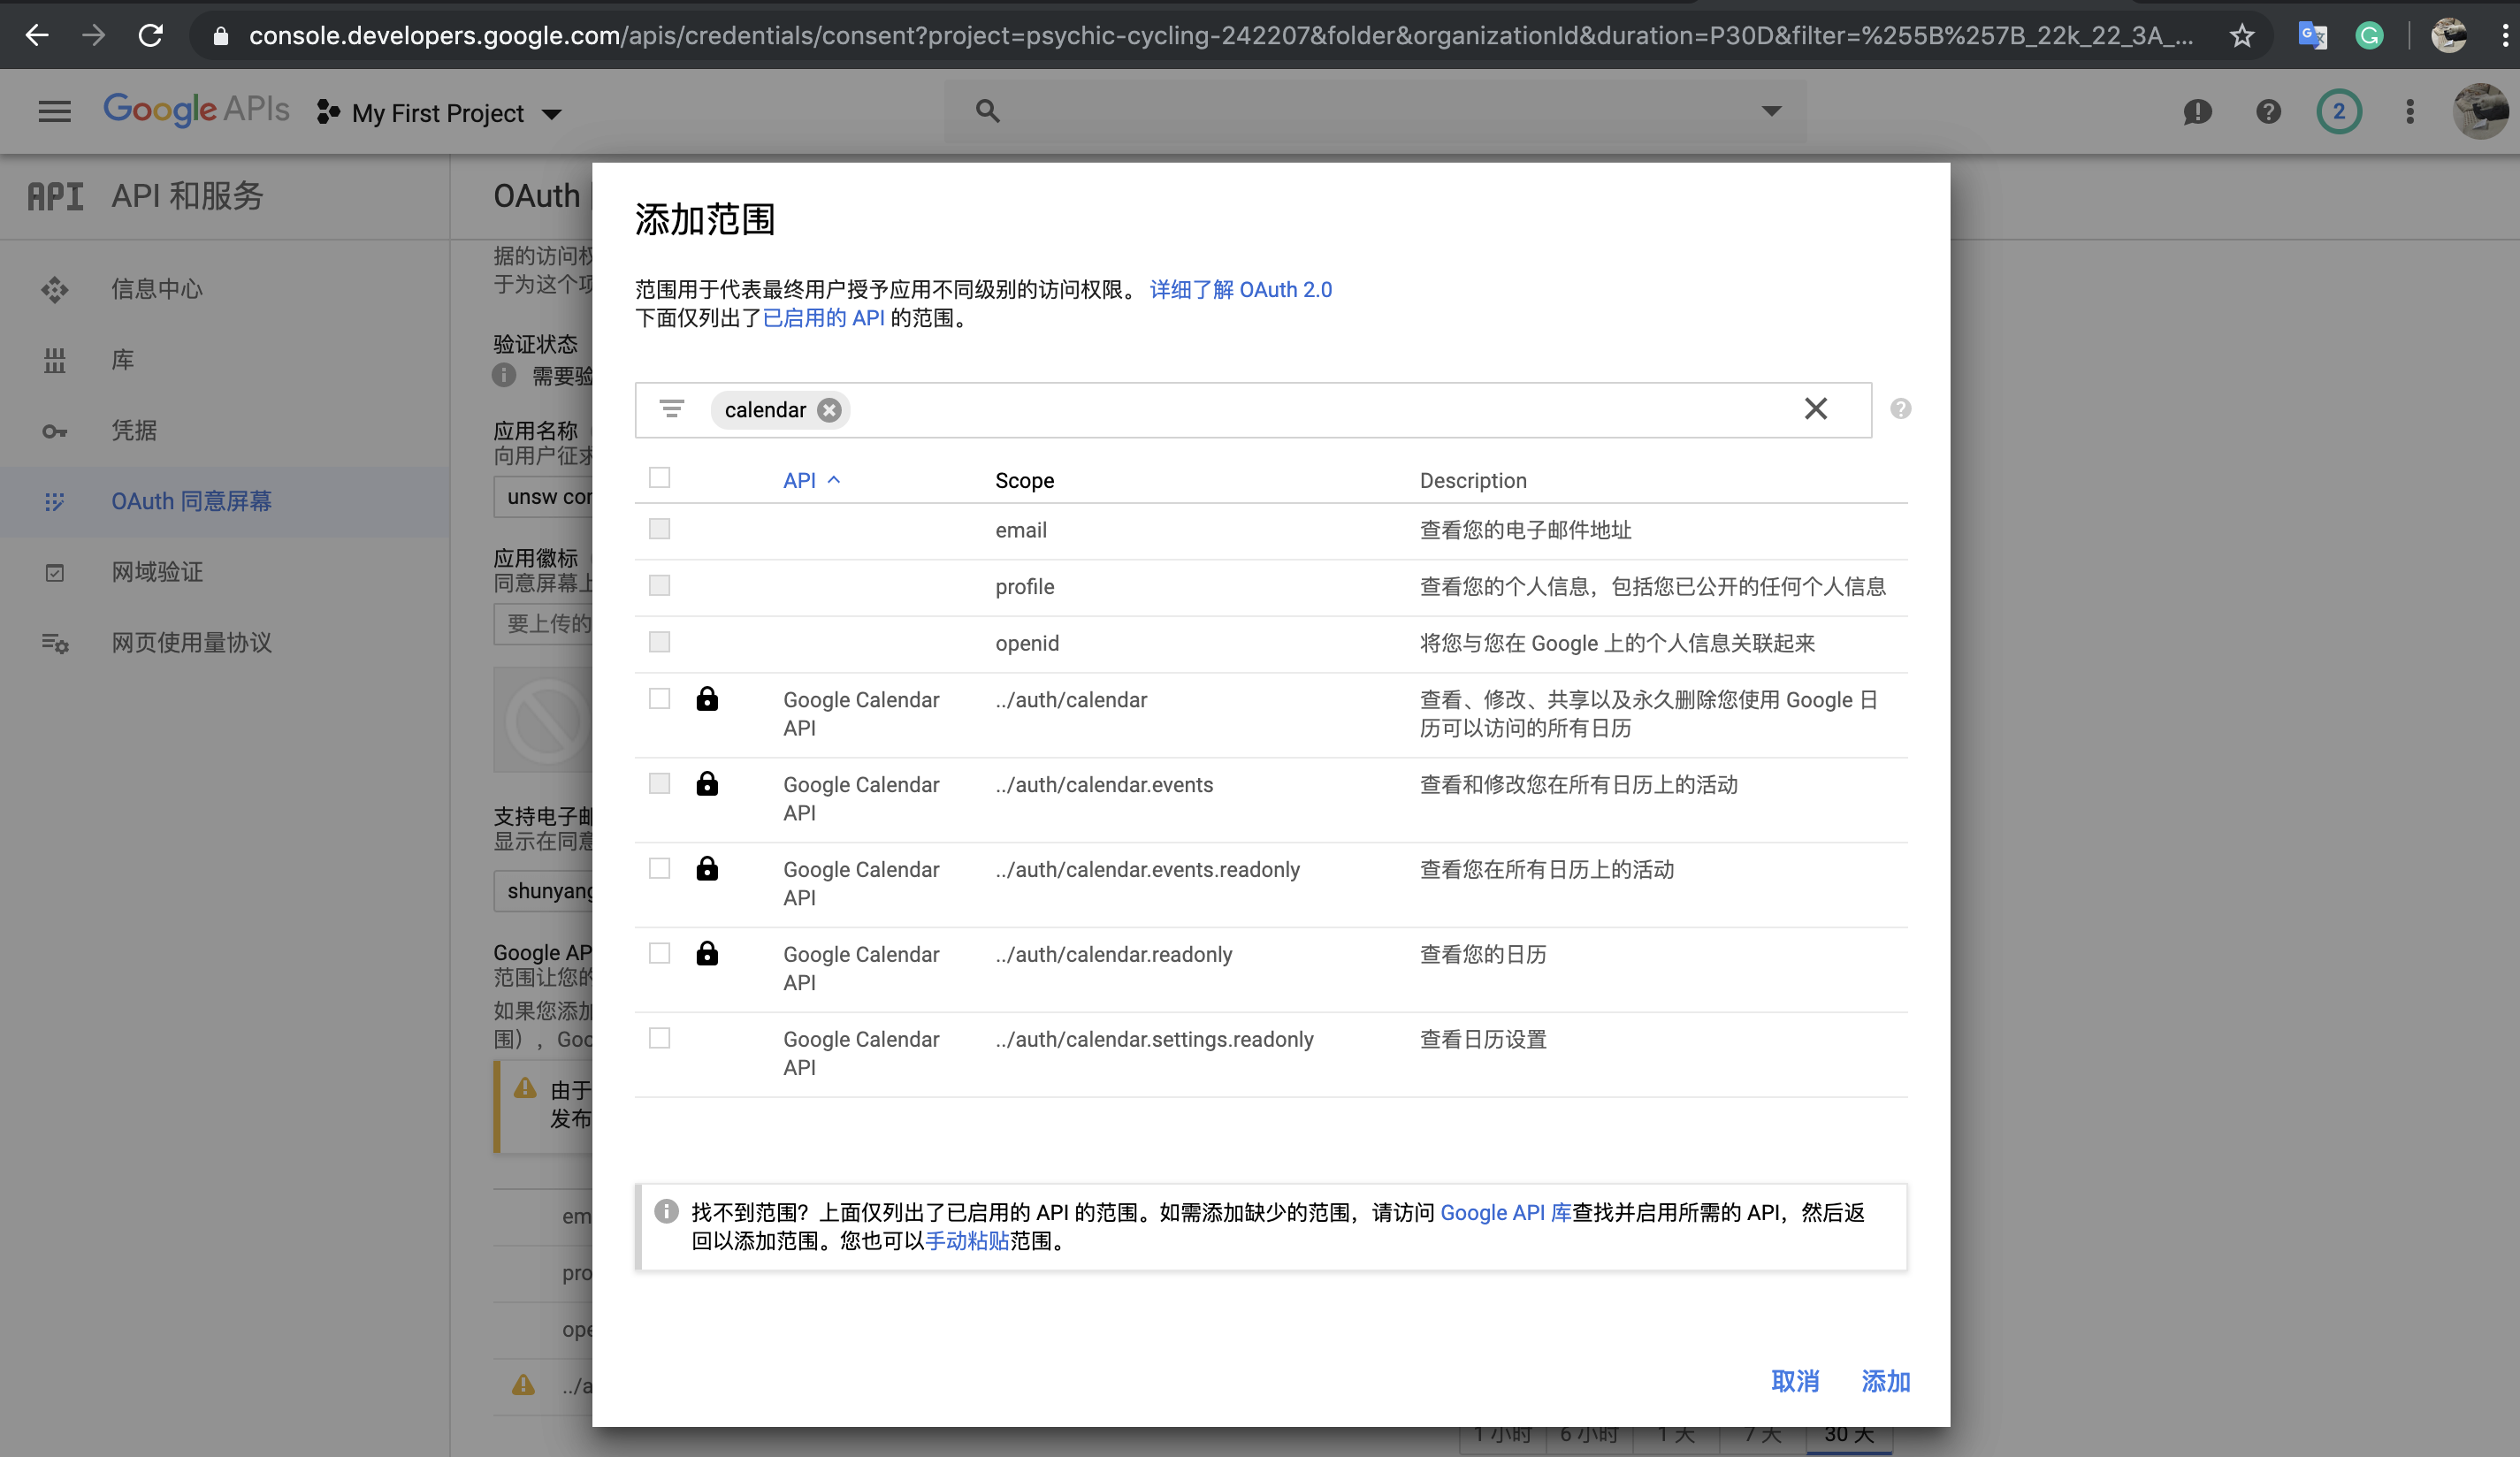 console.developers.google.com/apis/credentials/consent?project=psychic-cycling-242207&folder&organizationId&duration=P30D&filter=%255B%257B_22k_22_3A_...
Google APIs
My First Project
2
API
API 和服务
信息中心
库
凭据
OAuth 同意屏幕
网域验证
网页使用量协议
OAuth
据的访问权
于为这个项
验证状态
需要验
应用名称
向用户征求
unsw con
应用徽标
同意屏幕上
要上传的
支持电子邮
显示在同意
shunyang
Google AP
范围让您的
如果您添加
围），Goo
由于
发布
em
pro
ope
../a
添加范围
范围用于代表最终用户授予应用不同级别的访问权限。 详细了解 OAuth 2.0
下面仅列出了已启用的 API 的范围。
calendar
API Scope Description
email 查看您的电子邮件地址
profile 查看您的个人信息，包括您已公开的任何个人信息
openid 将您与您在 Google 上的个人信息关联起来
Google Calendar ../auth/calendar 查看、修改、共享以及永久删除您使用 Google 日
API 历可以访问的所有日历
Google Calendar ../auth/calendar.events 查看和修改您在所有日历上的活动
API
Google Calendar ../auth/calendar.events.readonly 查看您在所有日历上的活动
API
Google Calendar ../auth/calendar.readonly 查看您的日历
API
Google Calendar ../auth/calendar.settings.readonly 查看日历设置
API
找不到范围？上面仅列出了已启用的 API 的范围。如需添加缺少的范围，请访问 Google API 库查找并启用所需的 API，然后返
回以添加范围。您也可以手动粘贴范围。
取消 添加
1 小时 6 小时 1 天 7 天 30 天